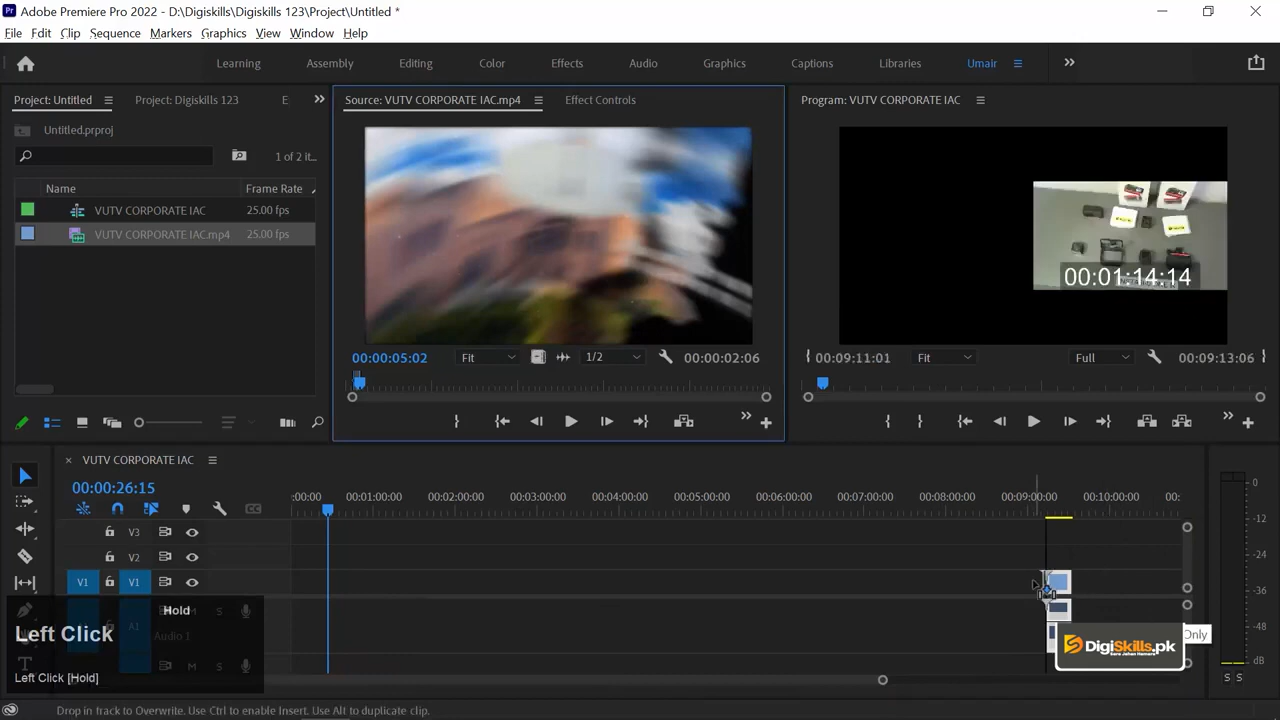 Adobe Premiere Pro 2022 - D:\Digiskills\Digiskills 123\Project\Untitled *
File Edit Clip Sequence Markers Graphics View Window Help
Learning Assembly Editing Color Effects Audio Graphics Captions Libraries Umair
Project: Untitled Project: Digiskills 123 E
Source: VUTV CORPORATE IAC.mp4 Effect Controls
Program: VUTV CORPORATE IAC
Untitled.prproj
1 of 2 it...
Name Frame Rate
VUTV CORPORATE IAC 25.00 fps
VUTV CORPORATE IAC.mp4 25.00 fps
00:01:14:14
00:00:05:02 Fit 1/2 00:00:02:06
00:09:11:01 Fit Full 00:09:13:06
× VUTV CORPORATE IAC
00:00:26:15
:00:00 00:01:00:00 00:02:00:00 00:03:00:00 00:04:00:00 00:05:00:00 00:06:00:00 00:07:00:00 00:08:00:00 00:09:00:00 00:10:00:00 00:
V3
V2
V1 V1
A1 M S
Audio 1
M S
Hold
Left Click
Left Click [Hold]
DigiSkills.pk
Only
0
-12
-24
-36
-48
dB
S S
Drop in track to Overwrite. Use Ctrl to enable Insert. Use Alt to duplicate clip.